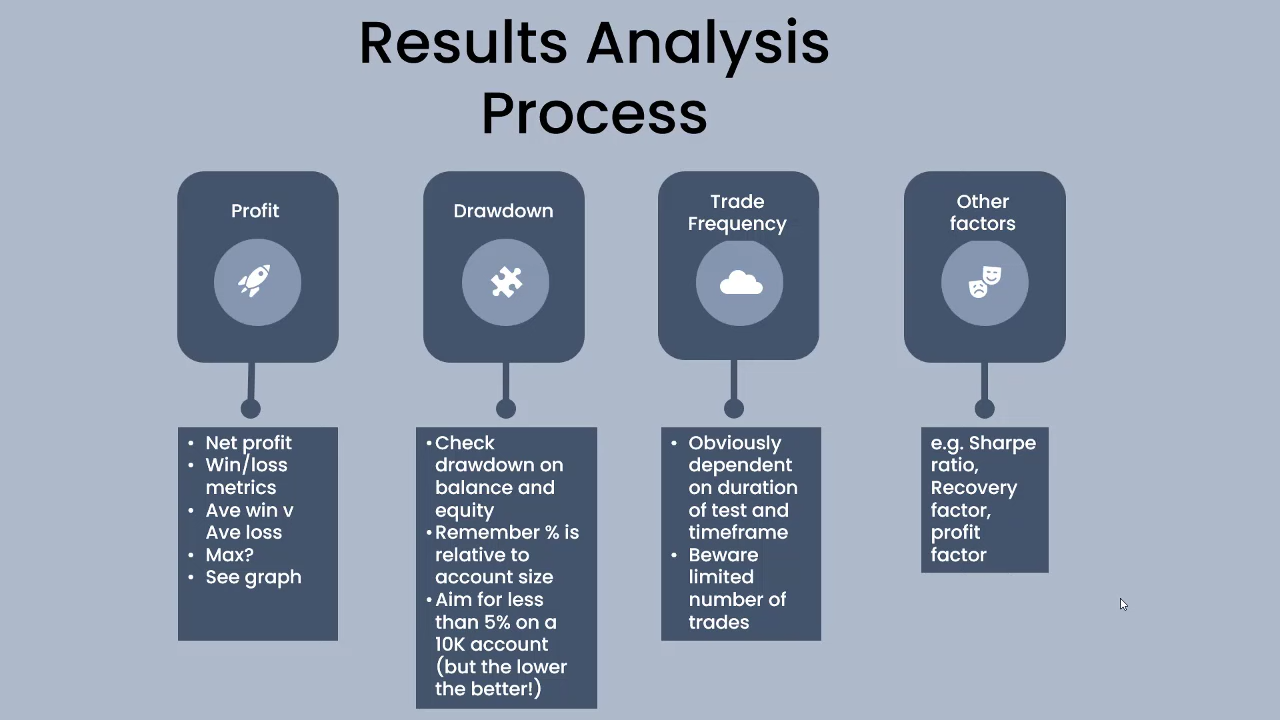 Results Analysis
Process
Profit
Drawdown
Trade
Frequency
Other
factors
• Net profit
• Win/loss
metrics
• Ave win v
Ave loss
• Max?
• See graph
• Check
drawdown on
balance and
equity
• Remember % is
relative to
account size
• Aim for less
than 5% on a
10K account
(but the lower
the better!)
• Obviously
dependent
on duration
of test and
timeframe
• Beware
limited
number of
trades
e.g. Sharpe
ratio,
Recovery
factor,
profit
factor